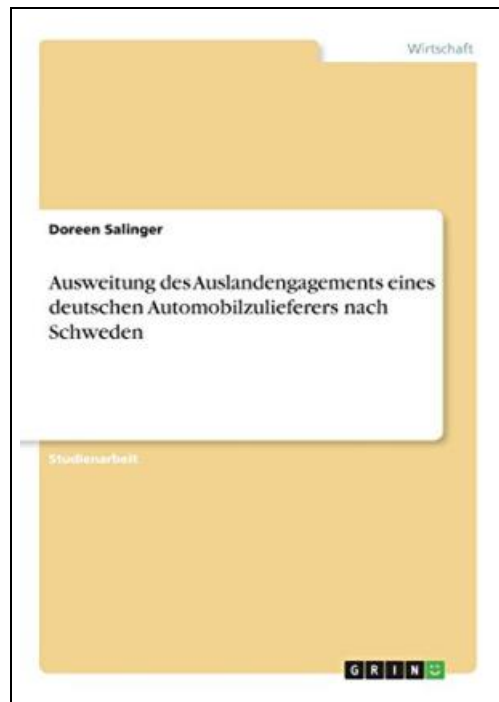 Wirtschaft
Doreen Salinger
Ausweitung des Auslandengagements eines
deutschen Automobilzulieferers nach
Schweden
Studienarbeit
GRIN